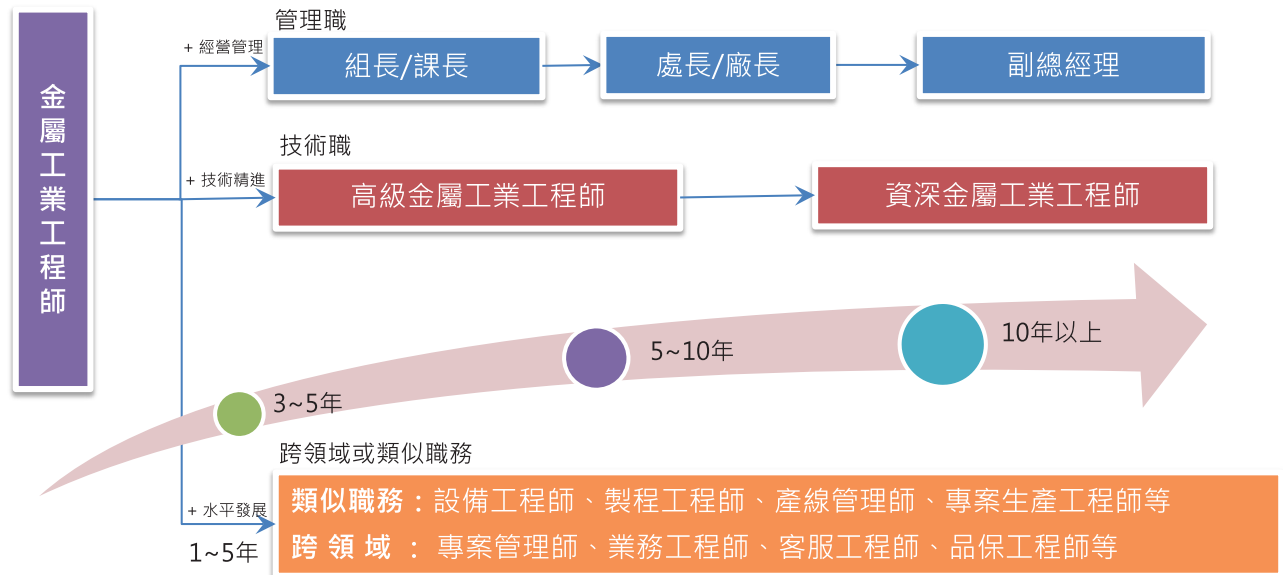 金屬工業工程師
管理職
+ 經營管理
組長/課長
處長/廠長
副總經理
技術職
+ 技術精進
高級金屬工業工程師
資深金屬工業工程師
10年以上
5~10年
3~5年
跨領域或類似職務
+ 水平發展
1~5年
類似職務：設備工程師、製程工程師、產線管理師、專案生產工程師等
跨 領 域 ： 專案管理師、業務工程師、客服工程師、品保工程師等